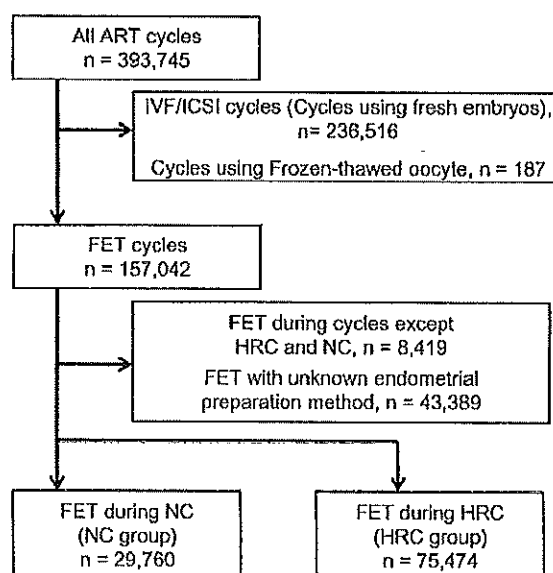 All ART cycles
n = 393,745
IVF/ICSI cycles (Cycles using fresh embryos),
n= 236,516
Cycles using Frozen-thawed oocyte, n = 187
FET cycles
n = 157,042
FET during cycles except
HRC and NC, n = 8,419
FET with unknown endometrial
preparation method, n = 43,389
FET during NC
(NC group)
n = 29,760
FET during HRC
(HRC group)
n = 75,474